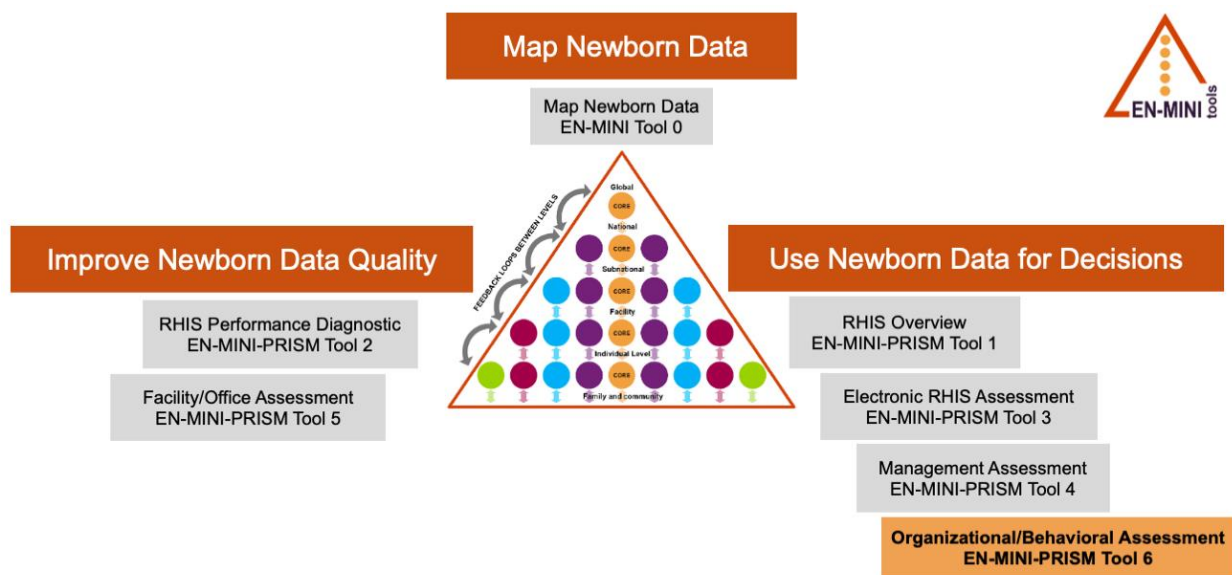 Map Newborn Data
EN-MINI
tools
Map Newborn Data
EN-MINI Tool 0
FEEDBACK LOOPS BETWEEN LEVELS
Global
CORE
National
CORE
Subnational
CORE
Facility
CORE
Individual Level
CORE
Family and community
Improve Newborn Data Quality
RHIS Performance Diagnostic
EN-MINI-PRISM Tool 2
Facility/Office Assessment
EN-MINI-PRISM Tool 5
Use Newborn Data for Decisions
RHIS Overview
EN-MINI-PRISM Tool 1
Electronic RHIS Assessment
EN-MINI-PRISM Tool 3
Management Assessment
EN-MINI-PRISM Tool 4
Organizational/Behavioral Assessment
EN-MINI-PRISM Tool 6